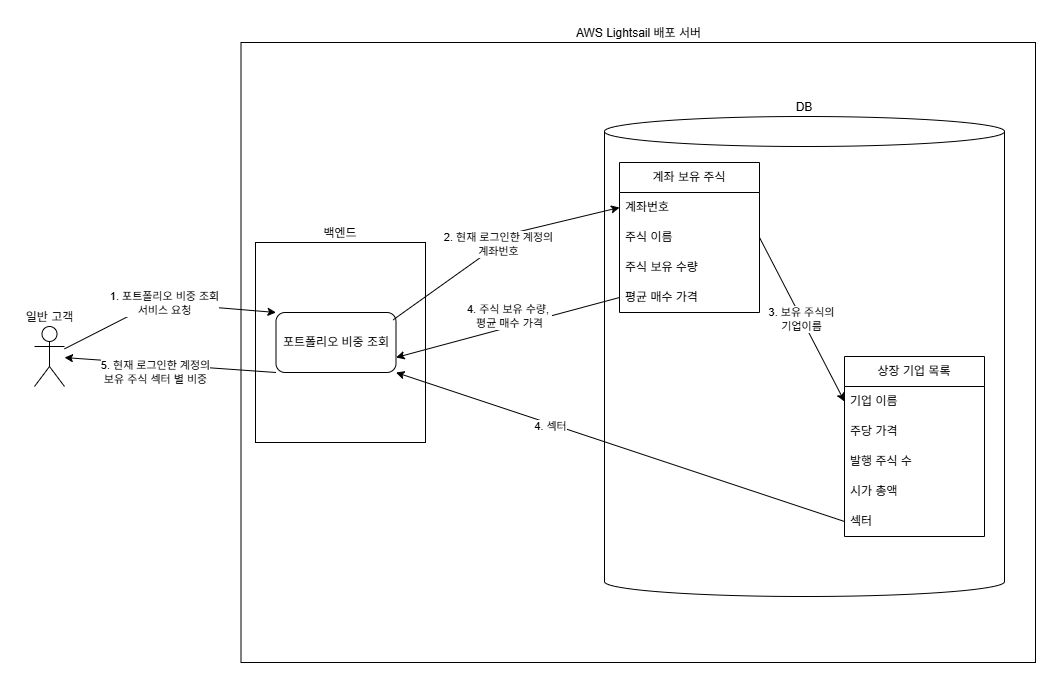 AWS Lightsail 배포 서버
DB
계좌 보유 주식
계좌번호
주식 이름
주식 보유 수량
평균 매수 가격
백엔드
2. 현재 로그인한 계정의
계좌번호
1. 포트폴리오 비중 조회
서비스 요청
4. 주식 보유 수량,
평균 매수 가격
3. 보유 주식의
기업이름
일반 고객
포트폴리오 비중 조회
5. 현재 로그인한 계정의
보유 주식 섹터 별 비중
상장 기업 목록
기업 이름
주당 가격
발행 주식 수
시가 총액
섹터
4. 섹터